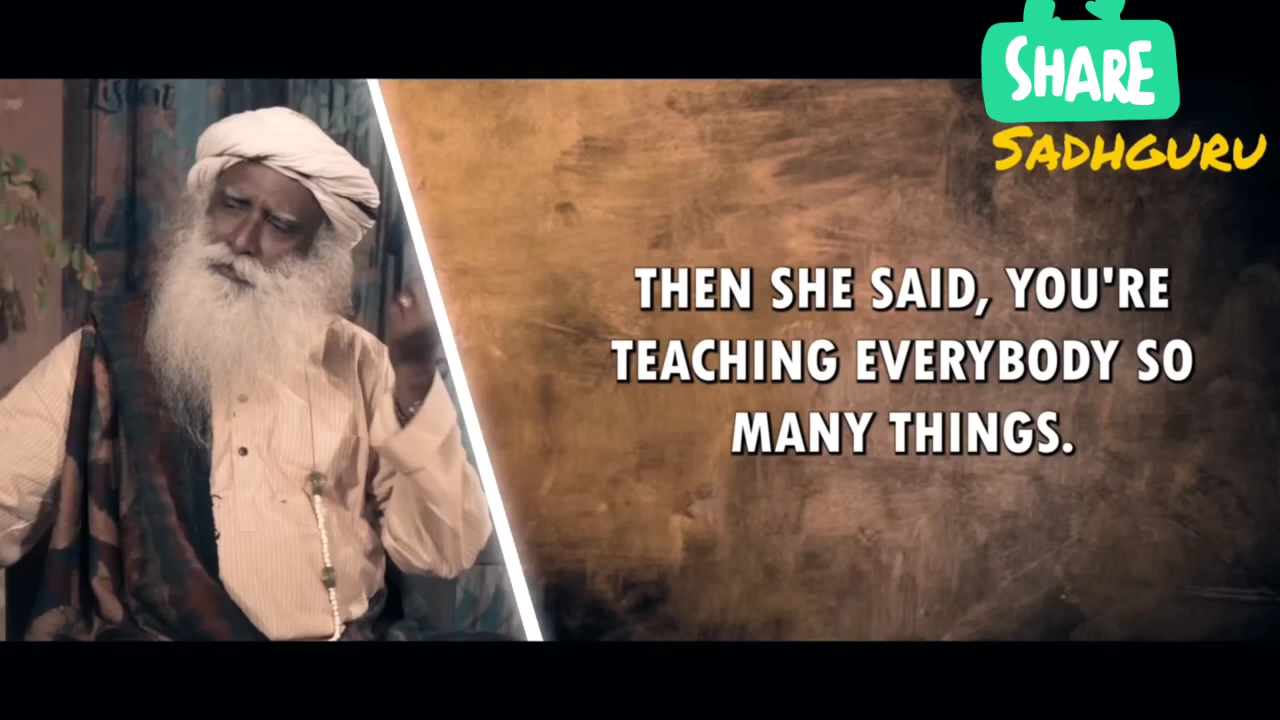 SHARE
SADHGURU
THEN SHE SAID, YOU'RE
TEACHING EVERYBODY SO
MANY THINGS.